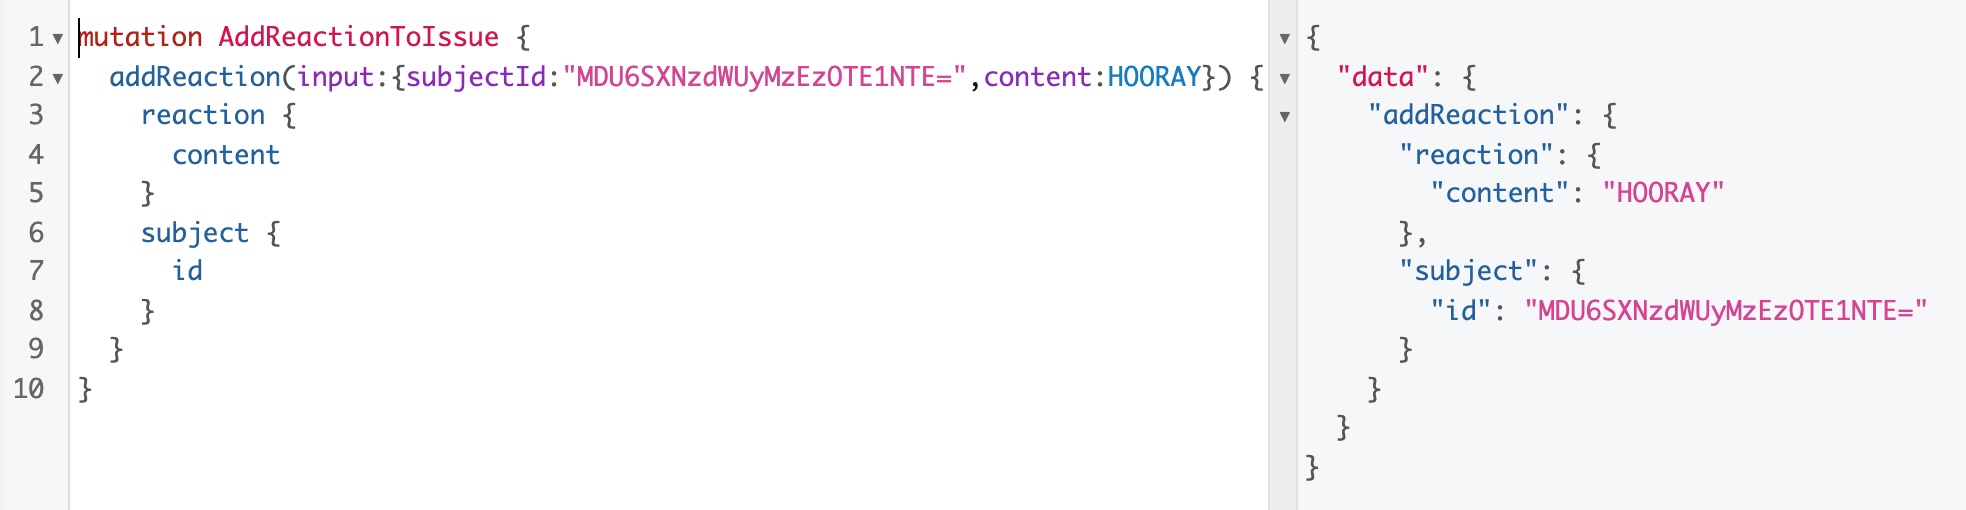 1 mutation AddReactionToIssue {
2   addReaction(input:{subjectId:"MDU6SXNzdWUyMzEzOTE1NTE=",content:HOORAY}) {
3     reaction {
4       content
5     }
6     subject {
7       id
8     }
9   }
10 }
{
  "data": {
    "addReaction": {
      "reaction": {
        "content": "HOORAY"
      },
      "subject": {
        "id": "MDU6SXNzdWUyMzEzOTE1NTE="
      }
    }
  }
}